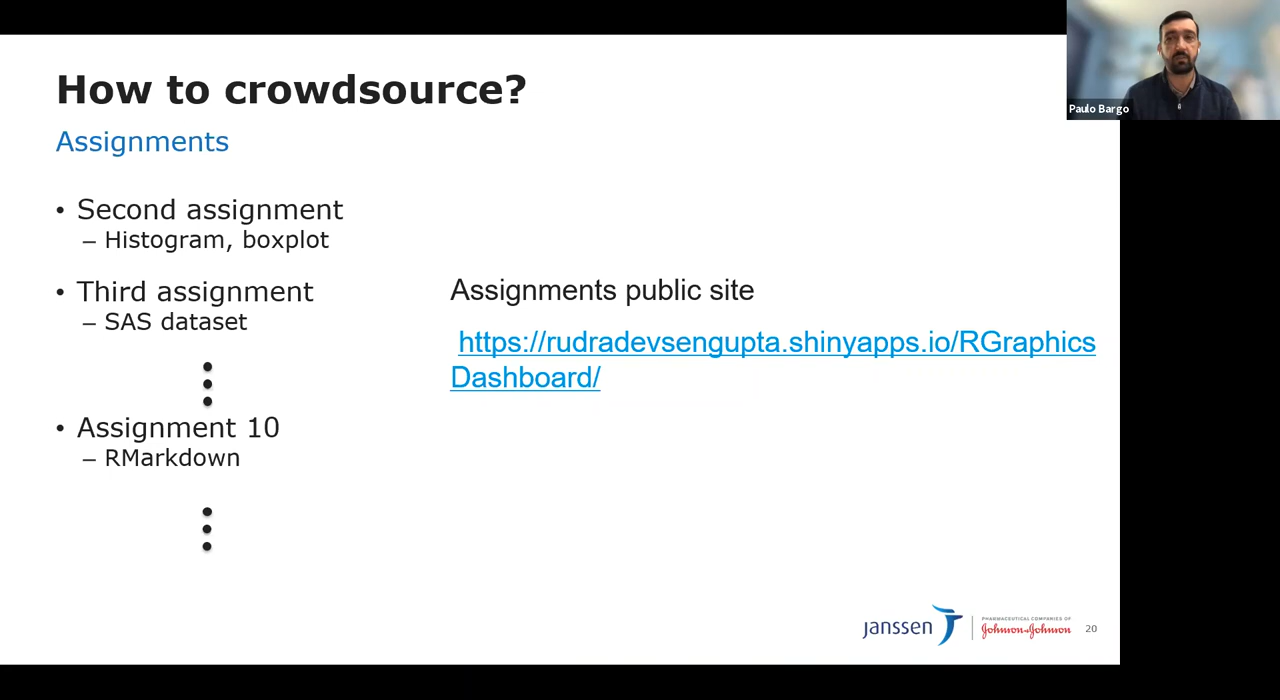 How to crowdsource?
Assignments
• Second assignment
– Histogram, boxplot
• Third assignment
– SAS dataset
• Assignment 10
– RMarkdown
Assignments public site
https://rudradevsengupta.shinyapps.io/RGraphics
Dashboard/
Paulo Bargo
janssen
PHARMACEUTICAL COMPANIES OF
Johnson & Johnson
20